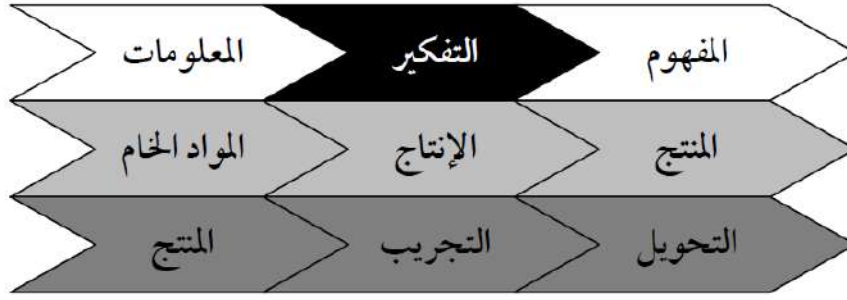 المفهوم التفكير المعلومات
المنتج الإنتاج المواد الخام
التحويل التجريب المنتج